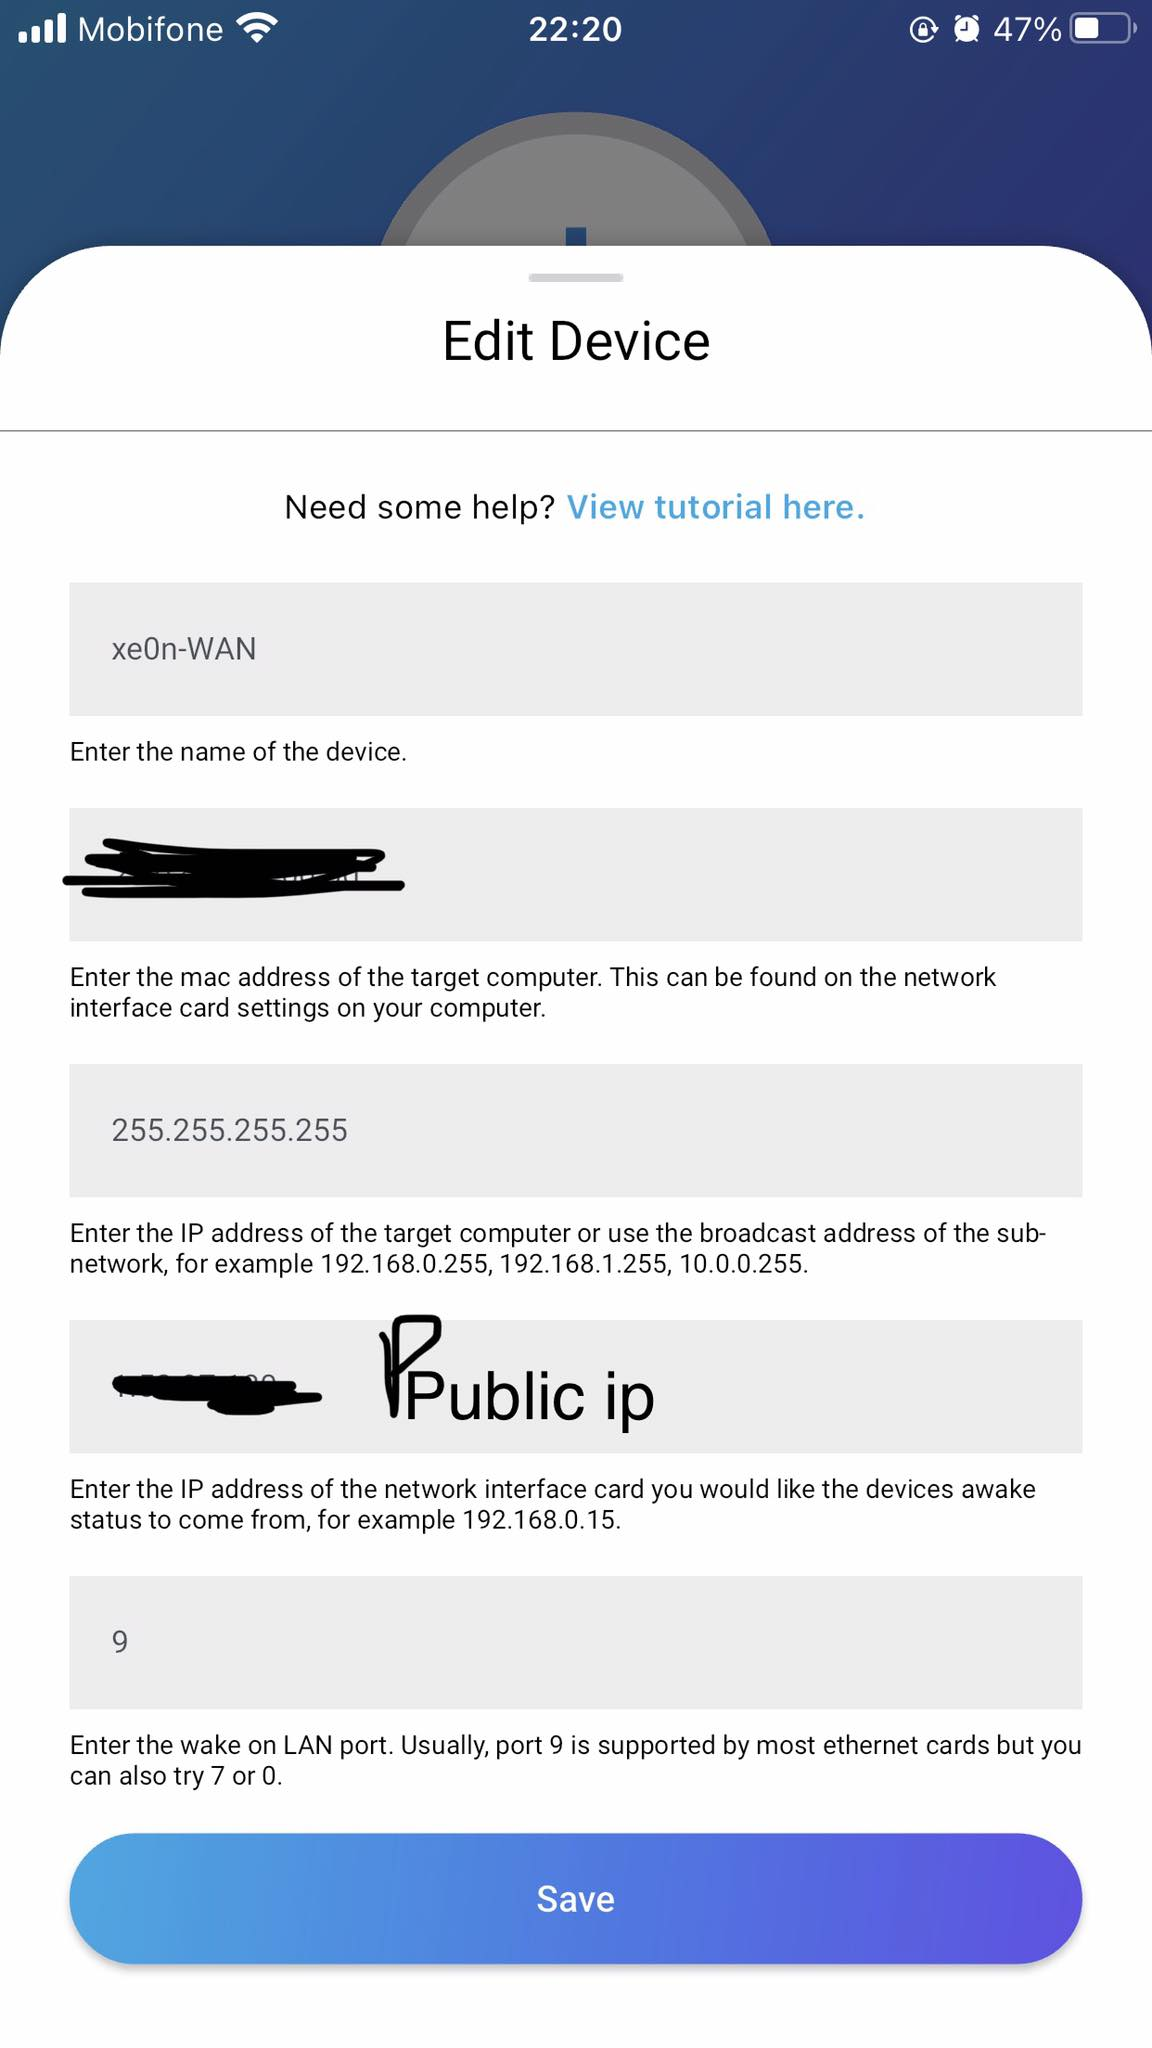 Mobifone
22:20
47%
Edit Device
Need some help? View tutorial here.
xe0n-WAN
Enter the name of the device.
Enter the mac address of the target computer. This can be found on the network
interface card settings on your computer.
255.255.255.255
Enter the IP address of the target computer or use the broadcast address of the sub-
network, for example 192.168.0.255, 192.168.1.255, 10.0.0.255.
P
Public ip
Enter the IP address of the network interface card you would like the devices awake
status to come from, for example 192.168.0.15.
9
Enter the wake on LAN port. Usually, port 9 is supported by most ethernet cards but you
can also try 7 or 0.
Save